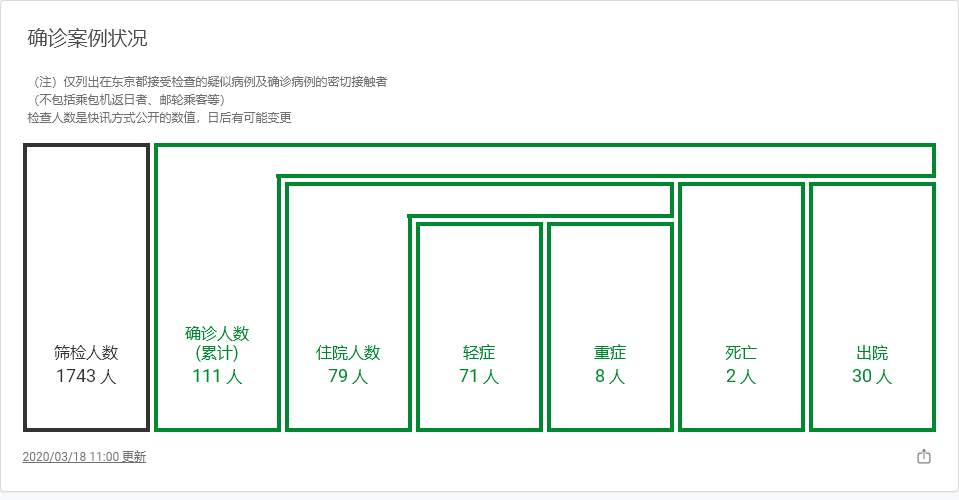 确诊案例状况
（注）仅列出在东京都接受检查的疑似病例及确诊病例的密切接触者
（不包括乘包机返日者、邮轮乘客等）
检查人数是快讯方式公开的数值，日后有可能变更
筛检人数
1743 人
确诊人数
(累计)
111 人
住院人数
79 人
轻症
71 人
重症
8 人
死亡
2 人
出院
30 人
2020/03/18 11:00 更新